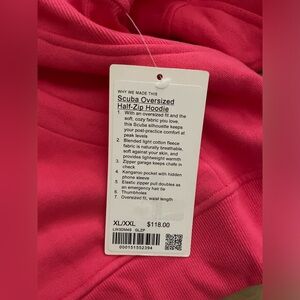 WHY WE MADE THIS
Scuba Oversized
Half-Zip Hoodie
1. With an oversized fit and the
soft, cozy fabric you love,
this Scuba silhouette keeps
your post-practice comfort at
peak levels
2. Blended light cotton fleece
fabric is naturally breathable,
soft against your skin, and
provides lightweight warmth
3. Zipper garage keeps chafe in
check
4. Kangaroo pocket with hidden
phone sleeve
5. Elastic zipper pull doubles as
an emergency hair tie
6. Thumbholes
7. Oversized fit, waist length
XL/XXL $118.00
000151552394